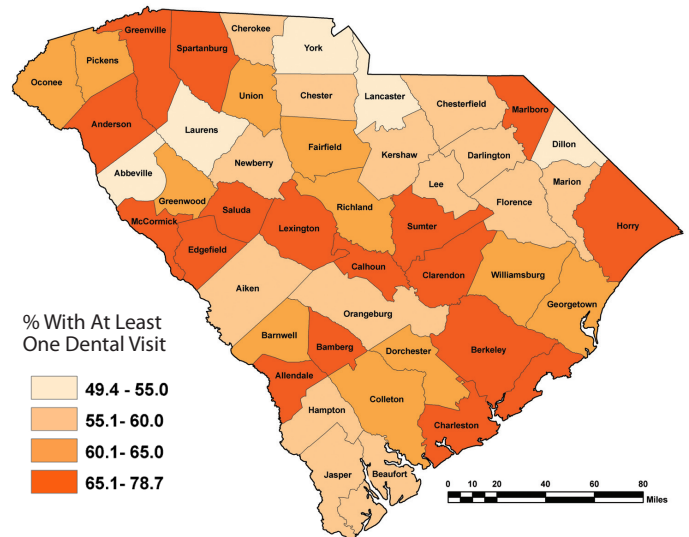 Greenville
Cherokee
Spartanburg
York
Pickens
Oconee
Union
Chester
Lancaster
Chesterfield
Marlboro
Anderson
Laurens
Dillon
Fairfield
Kershaw
Darlington
Newberry
Abbeville
Lee
Marion
Greenwood
Florence
Saluda
Richland
McCormick
Lexington
Sumter
Horry
Edgefield
Calhoun
Clarendon
Williamsburg
Aiken
Georgetown
Orangeburg
Barnwell
Bamberg
Dorchester
Berkeley
Allendale
Colleton
Hampton
Charleston
Jasper
Beaufort
% With At Least
One Dental Visit
49.4 - 55.0
55.1- 60.0
60.1- 65.0
65.1- 78.7
0 5 10 20 40 60 80
Miles